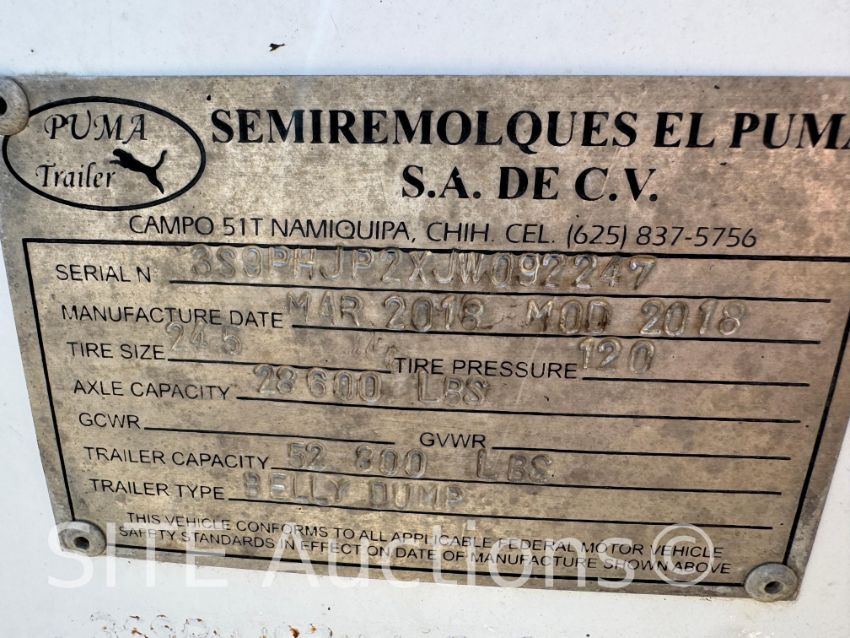 PUMA
Trailer
SEMIREMOLQUES EL PUMA
S.A. DE C.V.
CAMPO 51T NAMIQUIPA, CHIH. CEL. (625) 837-5756
SERIAL N 3S9PHJP2XJW092247
MANUFACTURE DATE MAR 2018 MOD 2018
TIRE SIZE 24.5 TIRE PRESSURE 120
AXLE CAPACITY 28600 LBS
GCWR GVWR
TRAILER CAPACITY 52 800 LBS
TRAILER TYPE BELLY DUMP
THIS VEHICLE CONFORMS TO ALL APPLICABLE FEDERAL MOTOR VEHICLE
SAFETY STANDARDS IN EFFECT ON DATE OF MANUFACTURE SHOWN ABOVE
SITE Auctions©